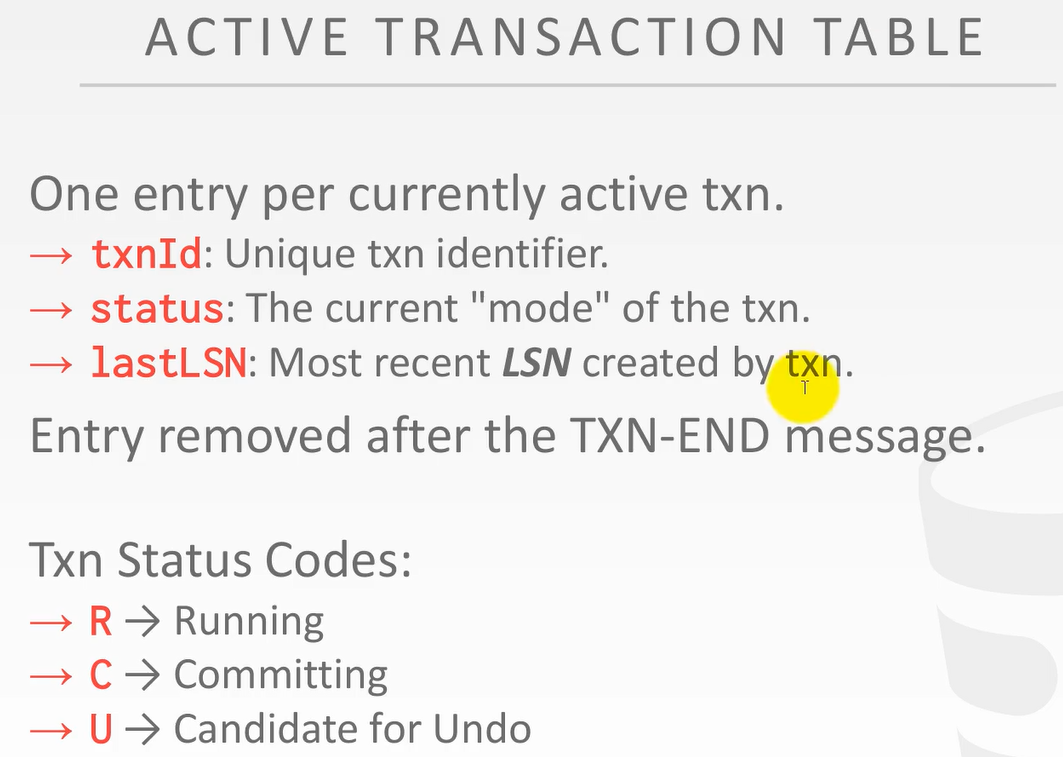 ACTIVE TRANSACTION TABLE
One entry per currently active txn.
→ txnId: Unique txn identifier.
→ status: The current "mode" of the txn.
→ lastLSN: Most recent LSN created by txn.
Entry removed after the TXN-END message.
Txn Status Codes:
→ R → Running
→ C → Committing
→ U → Candidate for Undo